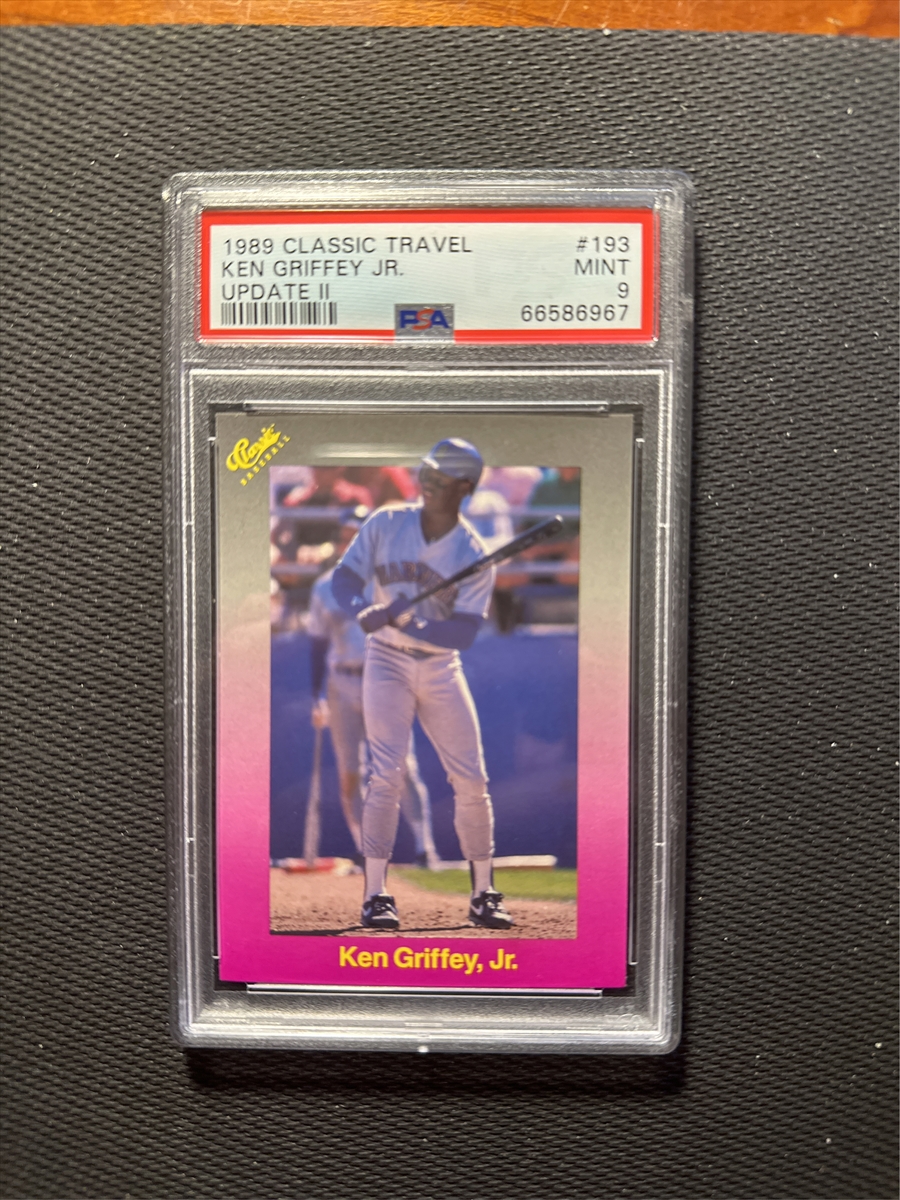 1989 CLASSIC TRAVEL #193
KEN GRIFFEY JR. MINT
UPDATE II 9
PSA 66586967
Classic
BASEBALL
Ken Griffey, Jr.